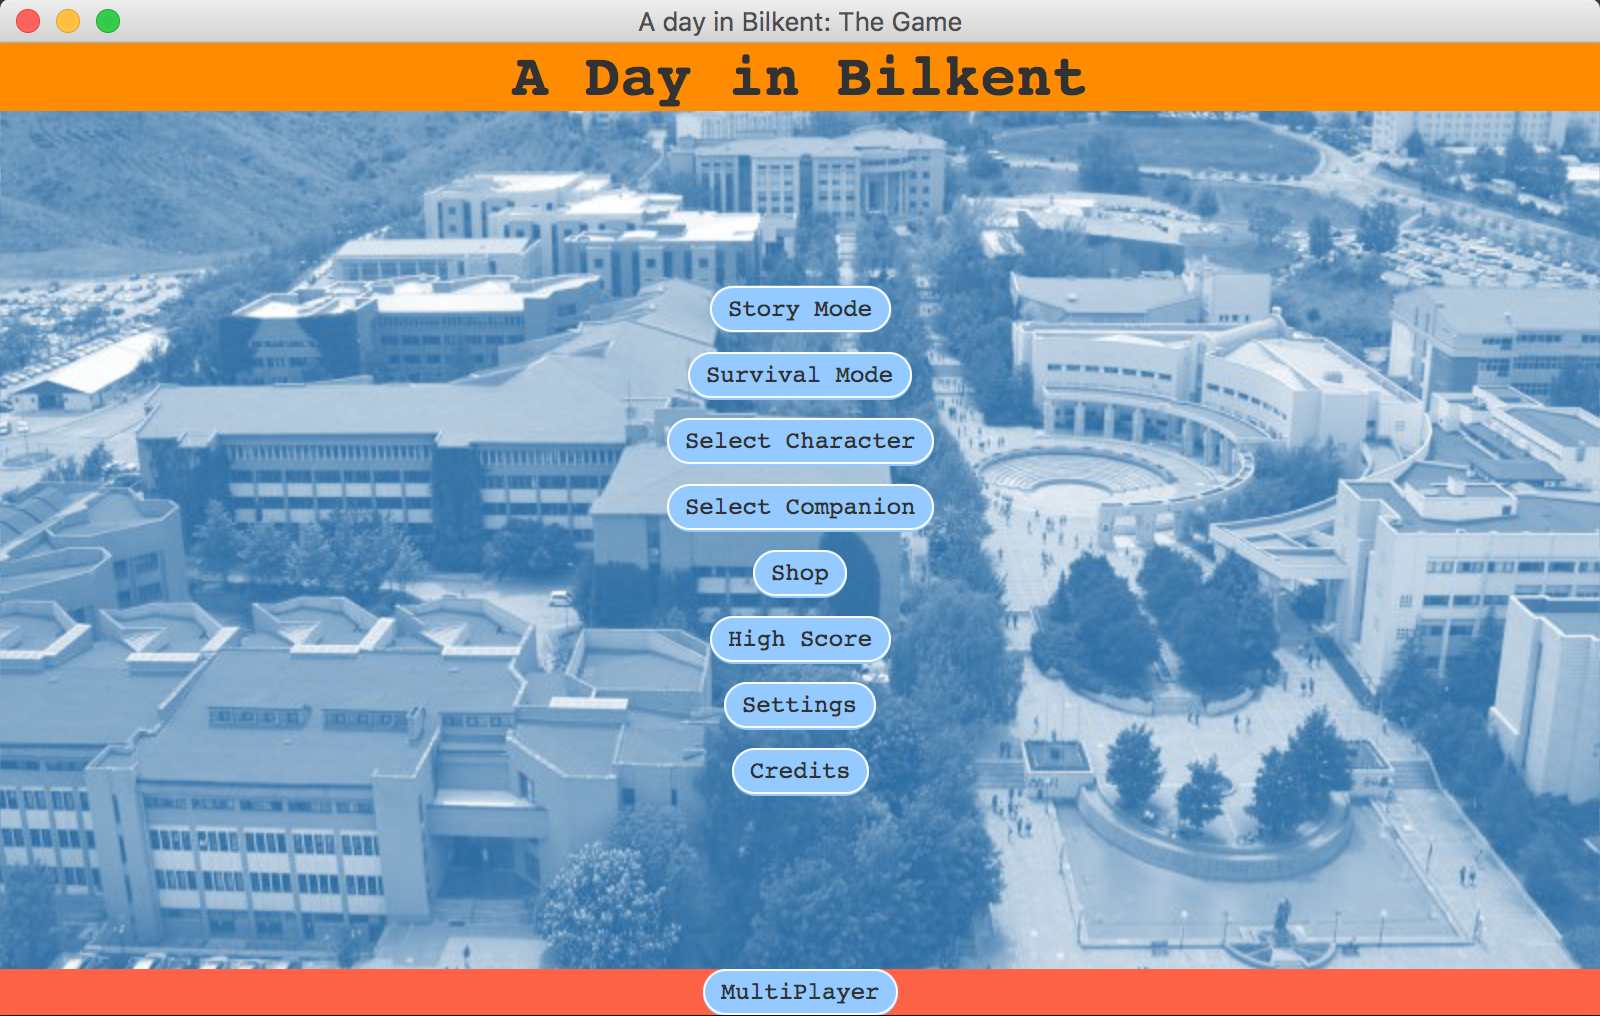 A day in Bilkent: The Game
A Day in Bilkent
Story Mode
Survival Mode
Select Character
Select Companion
Shop
High Score
Settings
Credits
MultiPlayer